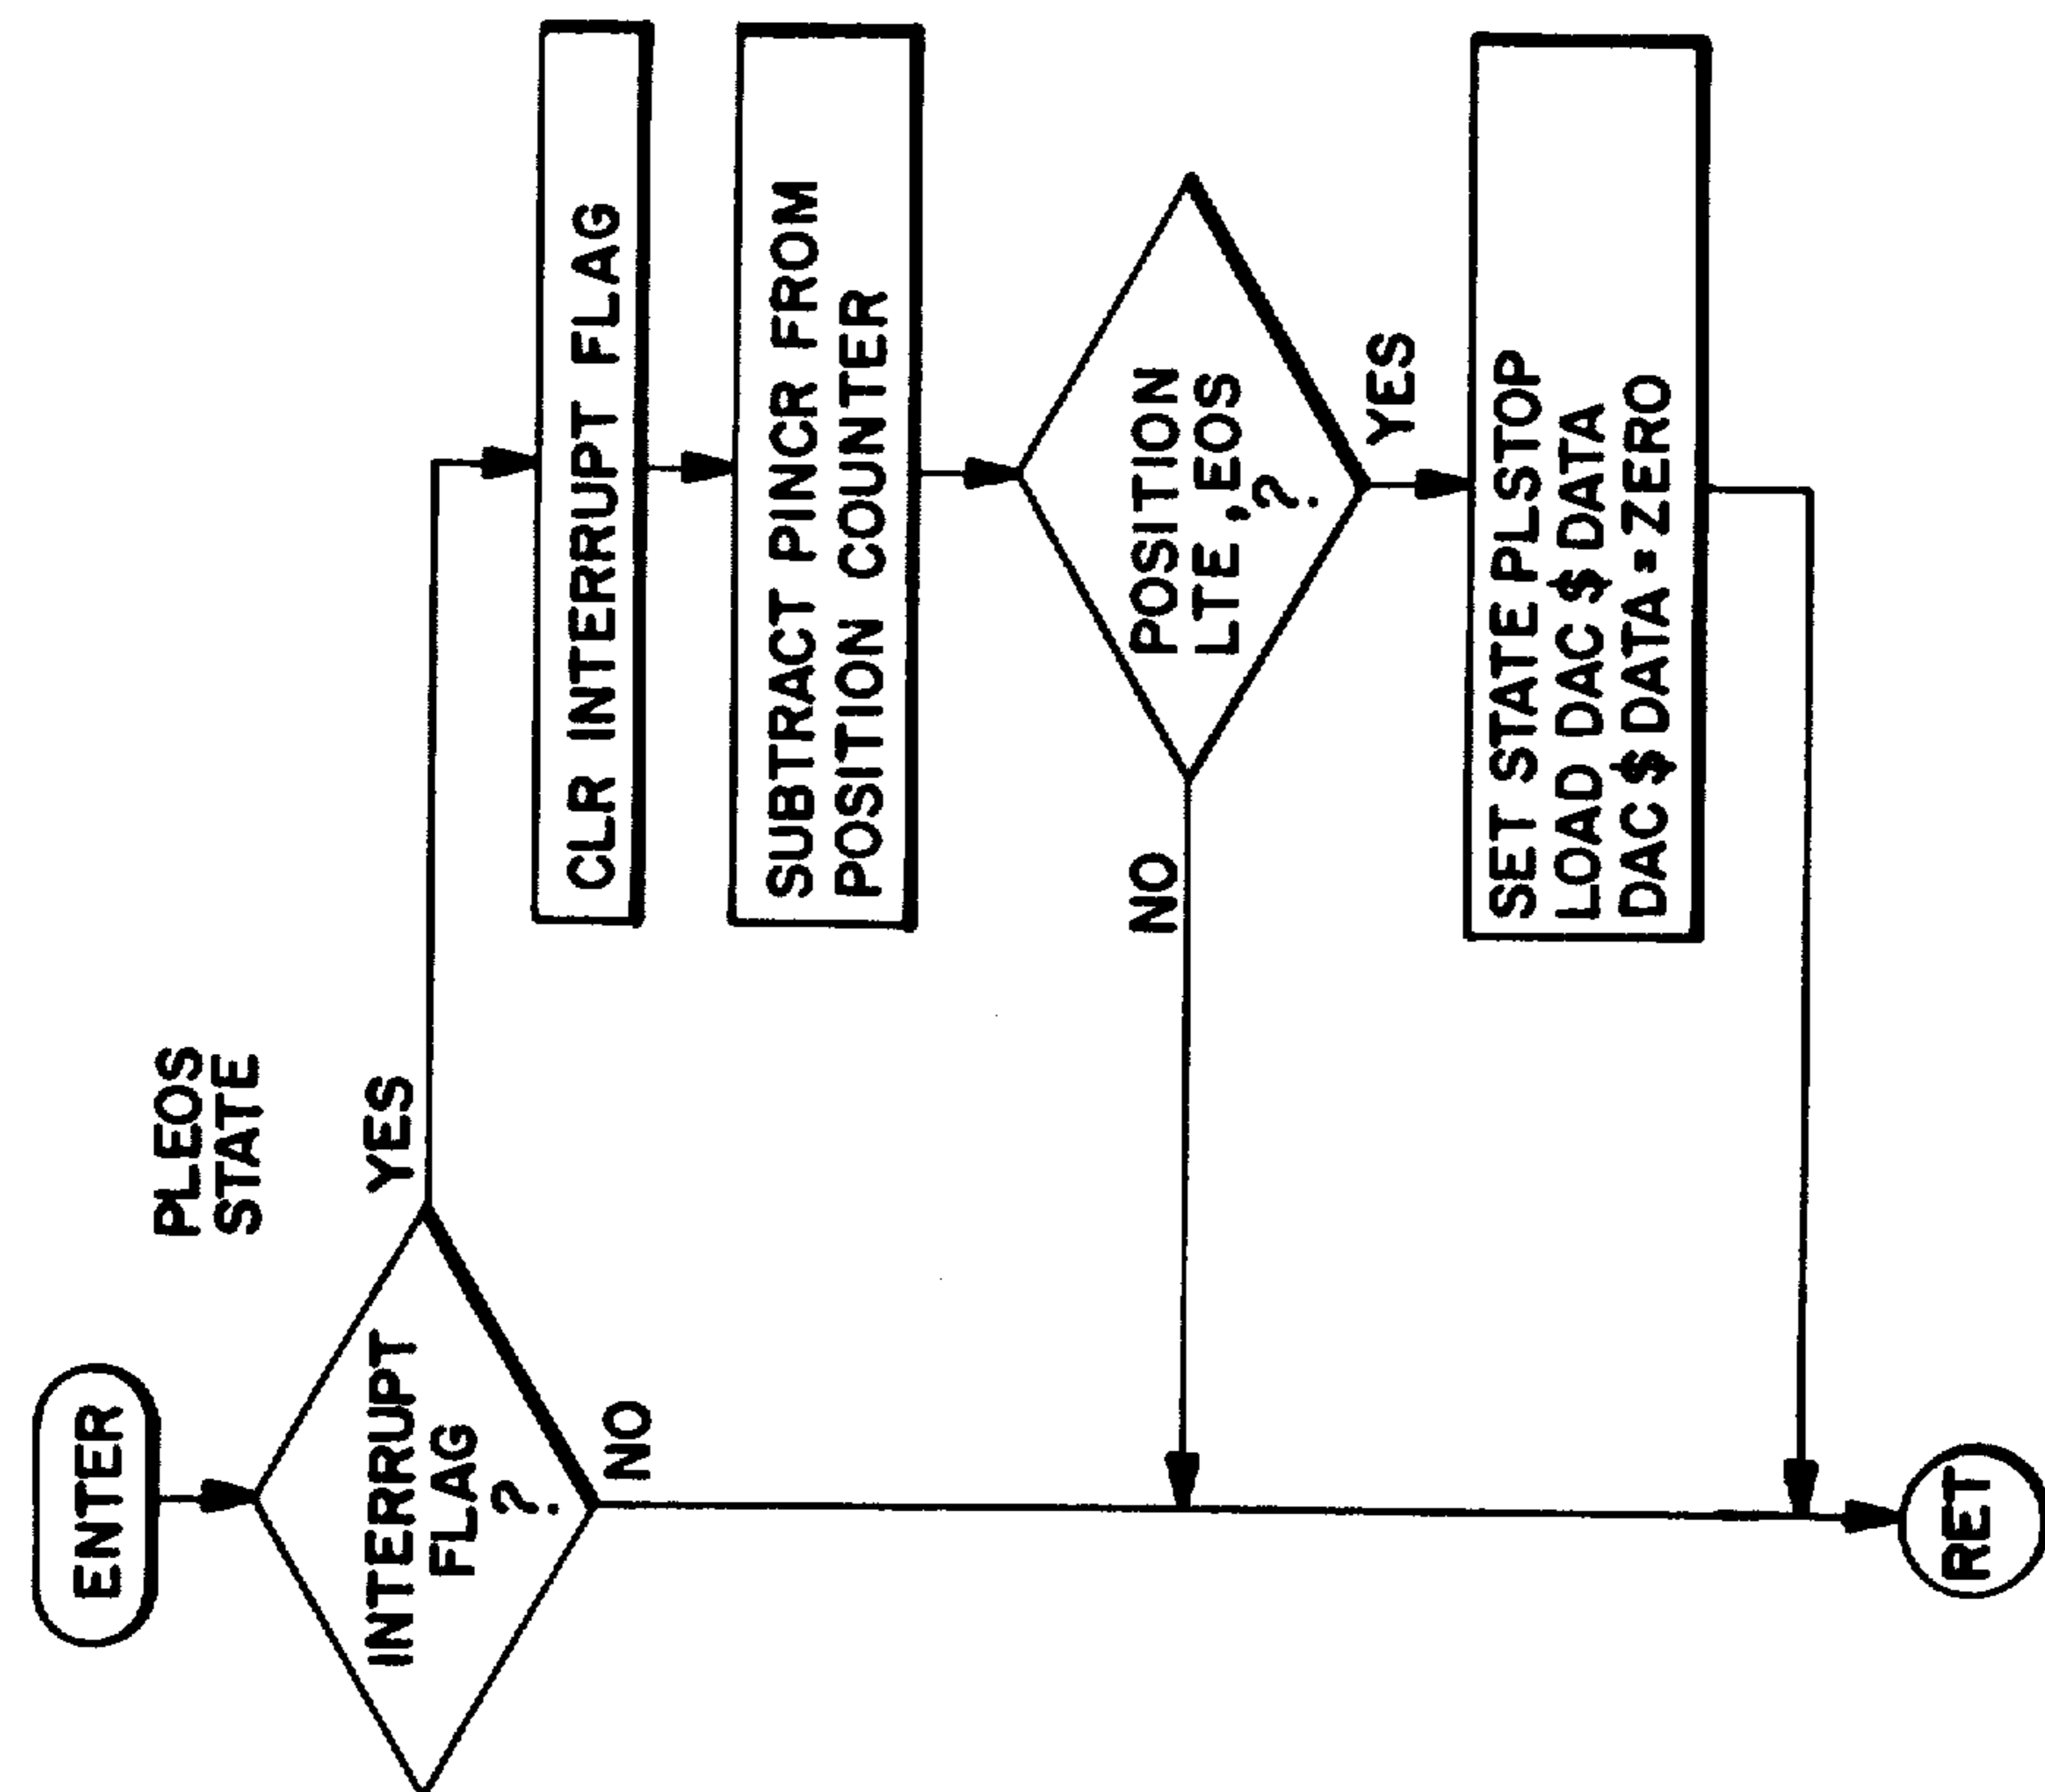 PLEOS
STATE
ENTER
INTERRUPT
FLAG
?
YES
NO
CLR INTERRUPT FLAG
SUBTRACT PINCR FROM
POSITION COUNTER
POSITION
LTE , EOS
?
NO
YES
SET STATE PLSTOP
LOAD DAC $ DATA
DAC $ DATA = ZERO
RET